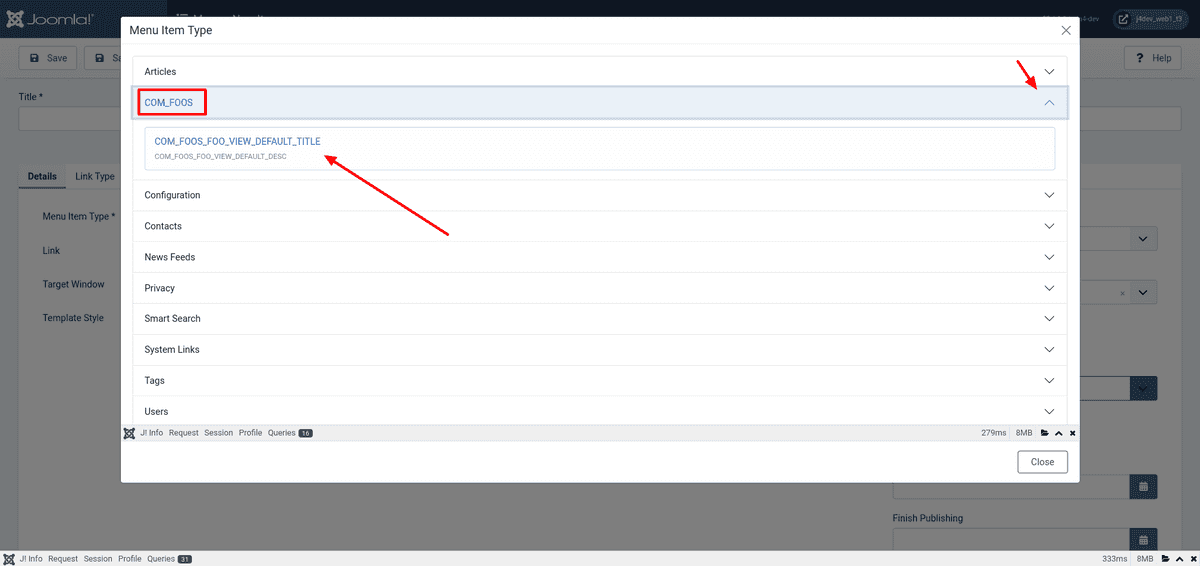 Joomla!
Menu Item Type
j4dev_web1_t3
Save
Help
Title *
Articles
COM_FOOS
COM_FOOS_FOO_VIEW_DEFAULT_TITLE
COM_FOOS_FOO_VIEW_DEFAULT_DESC
Details
Link Type
Configuration
Menu Item Type *
Contacts
Link
News Feeds
Target Window
Privacy
Template Style
Smart Search
System Links
Tags
Users
J! Info Request Session Profile Queries 16 279ms 8MB
Close
Finish Publishing
J! Info Request Session Profile Queries 31 333ms 8MB